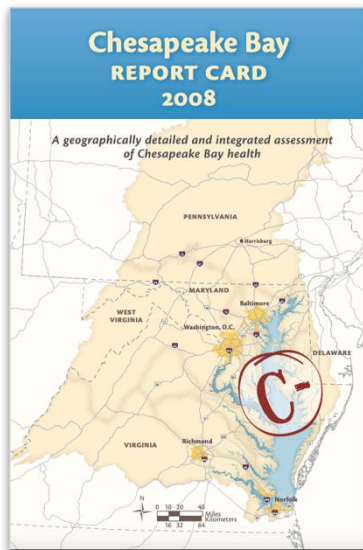 Chesapeake Bay
REPORT CARD
2008
A geographically detailed and integrated assessment
of Chesapeake Bay health
PENNSYLVANIA
Harrisburg
MARYLAND
Baltimore
WEST
VIRGINIA
Washington, D.C.
DELAWARE
C-
VIRGINIA
Richmond
Norfolk
N
0 10 20 40
Miles
Kilometers
16 32 64